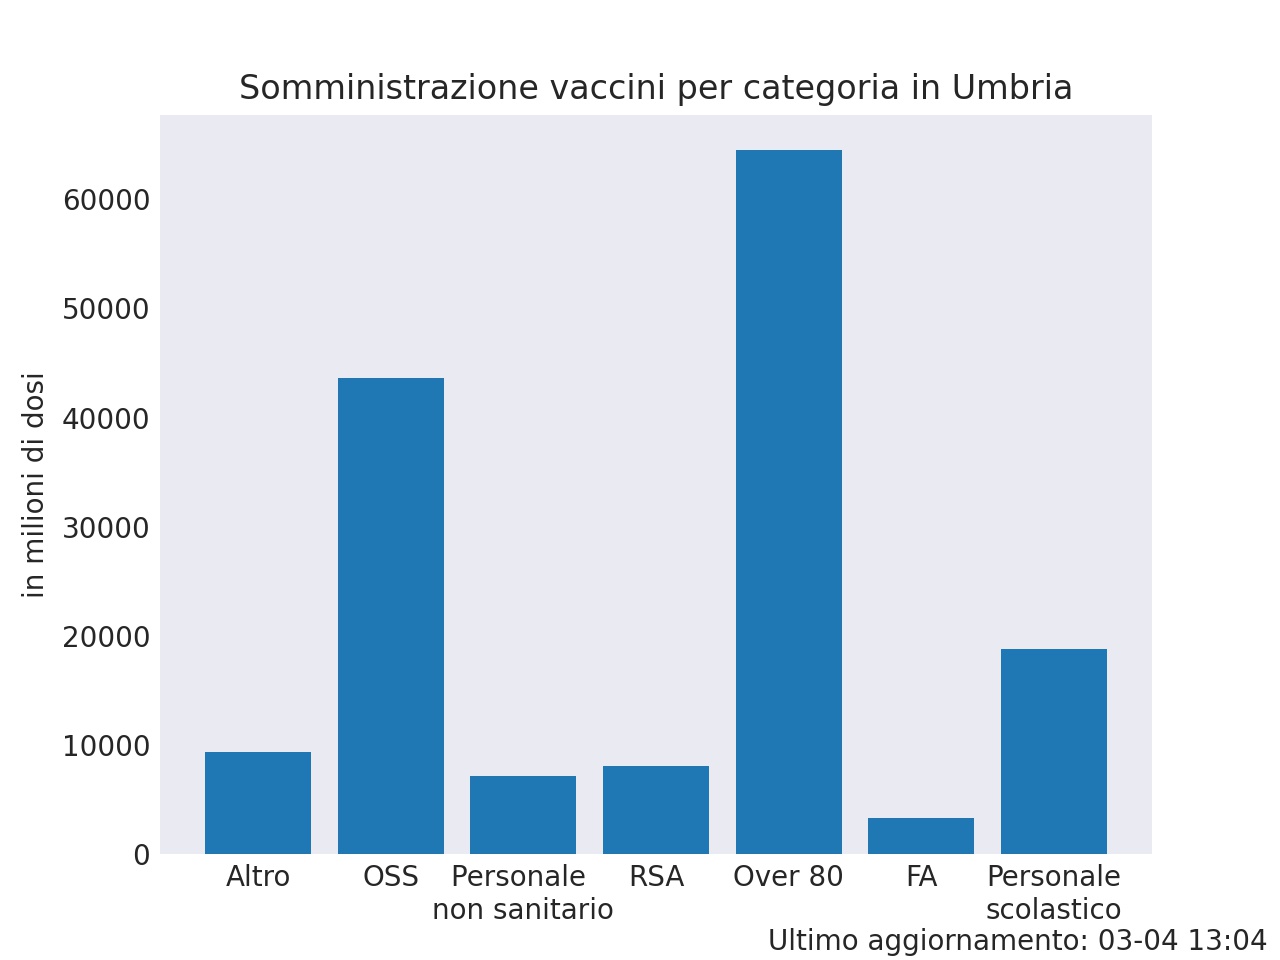 Somministrazione vaccini per categoria in Umbria
in milioni di dosi
60000
50000
40000
30000
20000
10000
0
Altro OSS Personale non sanitario RSA Over 80 FA Personale scolastico
Ultimo aggiornamento: 03-04 13:04